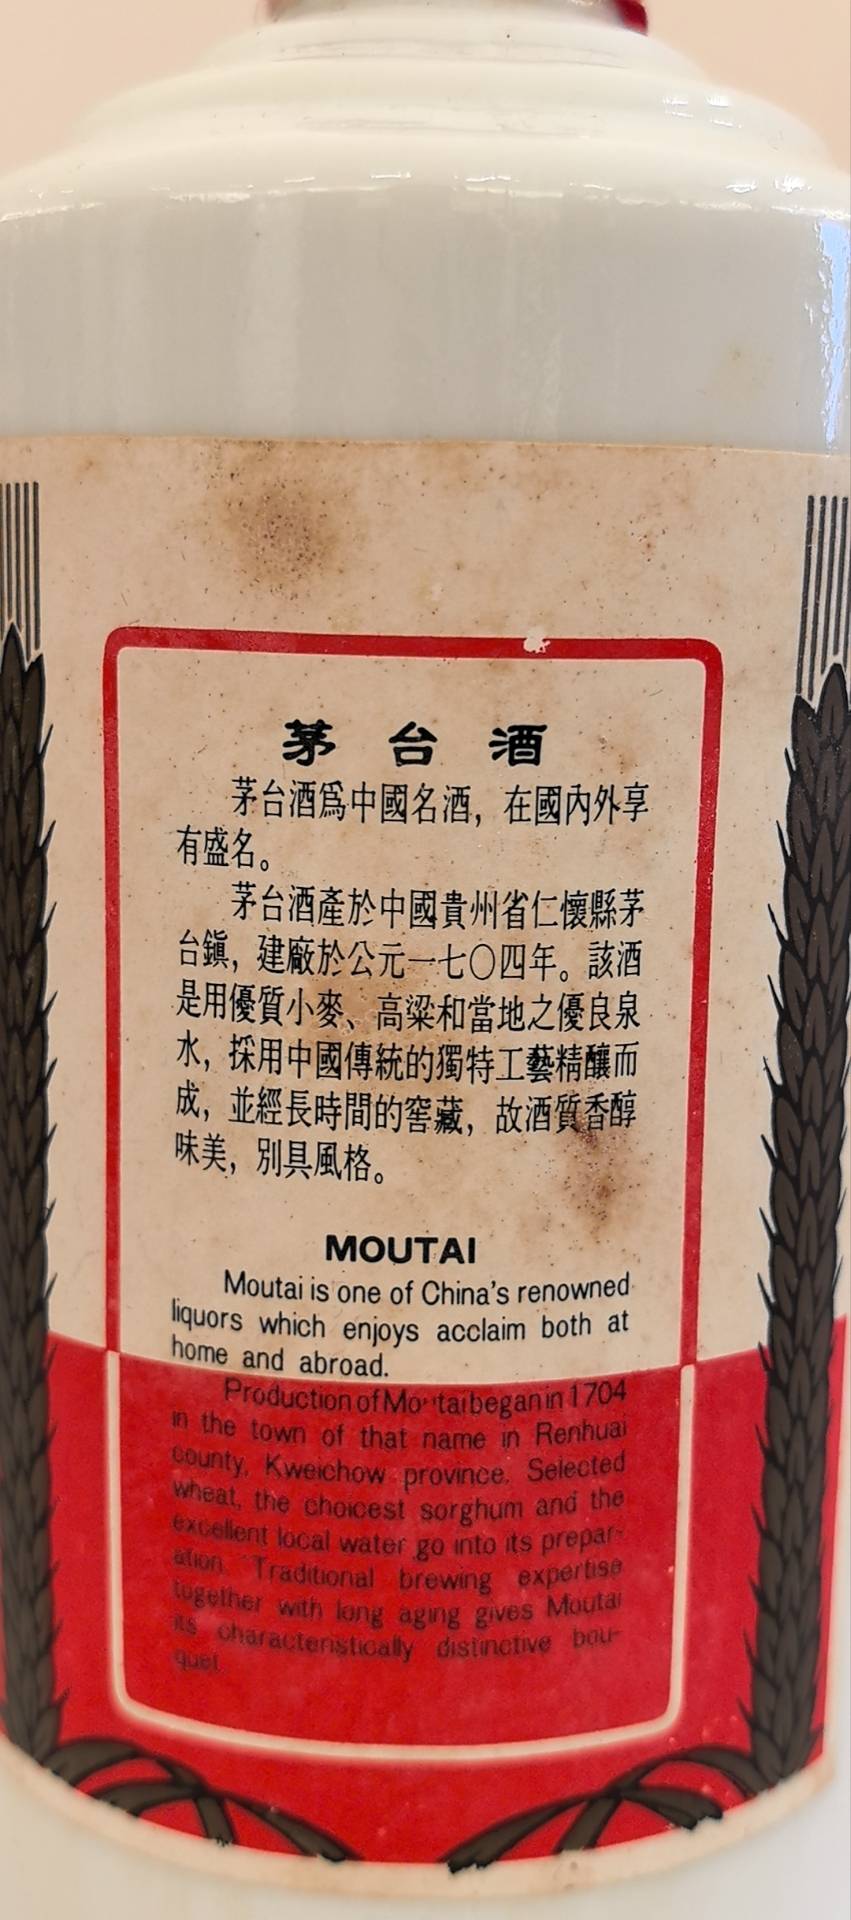 茅台酒
茅台酒爲中國名酒，在國內外享
有盛名。
茅台酒產於中國貴州省仁懷縣茅
台鎮，建廠於公元一七〇四年。該酒
是用優質小麥、高粱和當地之優良泉
水，採用中國傳統的獨特工藝精釀而
成，並經長時間的窖藏，故酒質香醇
味美，別具風格。
MOUTAI
Moutai is one of China's renowned
liquors which enjoys acclaim both at
home and abroad.
Production of Moutai began in 1704
in the town of that name in Renhuai
county, Kweichow province. Selected
wheat, the choicest sorghum and the
excellent local water go into its prepar-
ation. Traditional brewing expertise
together with long aging gives Moutai
its characteristically distinctive bou-
quet.